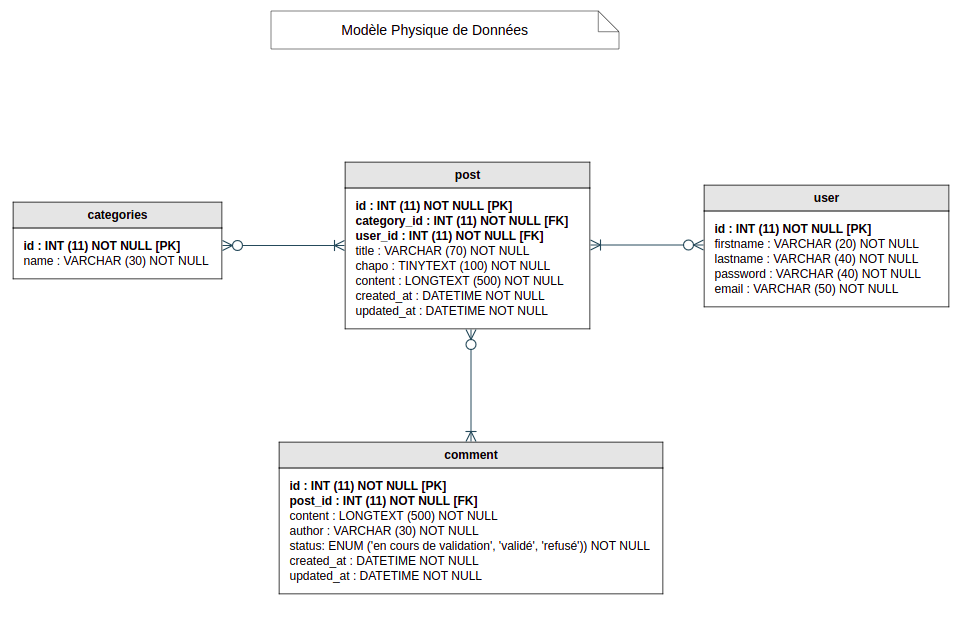 Modèle Physique de Données
post
id : INT (11) NOT NULL [PK]
category_id : INT (11) NOT NULL [FK]
user_id : INT (11) NOT NULL [FK]
title : VARCHAR (70) NOT NULL
chapo : TINYTEXT (100) NOT NULL
content : LONGTEXT (500) NOT NULL
created_at : DATETIME NOT NULL
updated_at : DATETIME NOT NULL
categories
id : INT (11) NOT NULL [PK]
name : VARCHAR (30) NOT NULL
user
id : INT (11) NOT NULL [PK]
firstname : VARCHAR (20) NOT NULL
lastname : VARCHAR (40) NOT NULL
password : VARCHAR (40) NOT NULL
email : VARCHAR (50) NOT NULL
comment
id : INT (11) NOT NULL [PK]
post_id : INT (11) NOT NULL [FK]
content : LONGTEXT (500) NOT NULL
author : VARCHAR (30) NOT NULL
status: ENUM ('en cours de validation', 'validé', 'refusé')) NOT NULL
created_at : DATETIME NOT NULL
updated_at : DATETIME NOT NULL